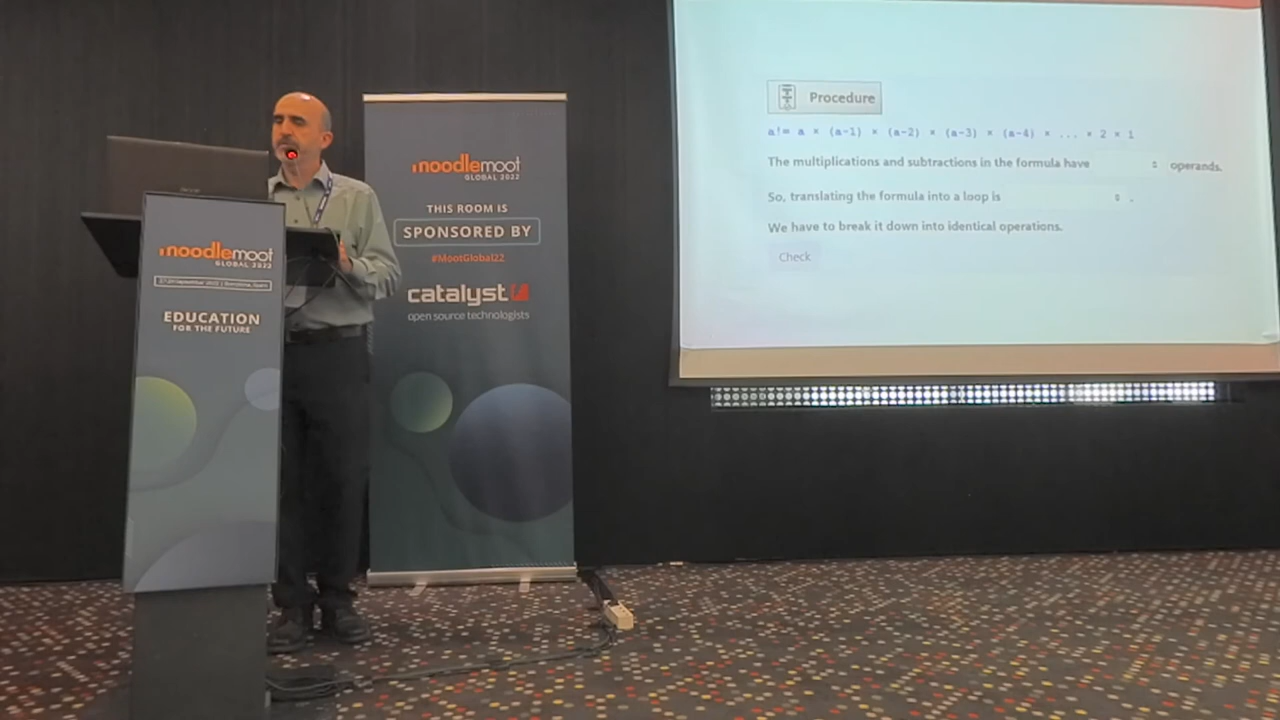 moodlemoot
GLOBAL 2022
EDUCATION
FOR THE FUTURE
moodlemoot
GLOBAL 2022
THIS ROOM IS
SPONSORED BY
#MootGlobal22
catalyst
open source technologists
Procedure
a!= a × (a-1) × (a-2) × (a-3) × (a-4) × ... × 2 × 1
The multiplications and subtractions in the formula have operands.
So, translating the formula into a loop is .
We have to break it down into identical operations.
Check